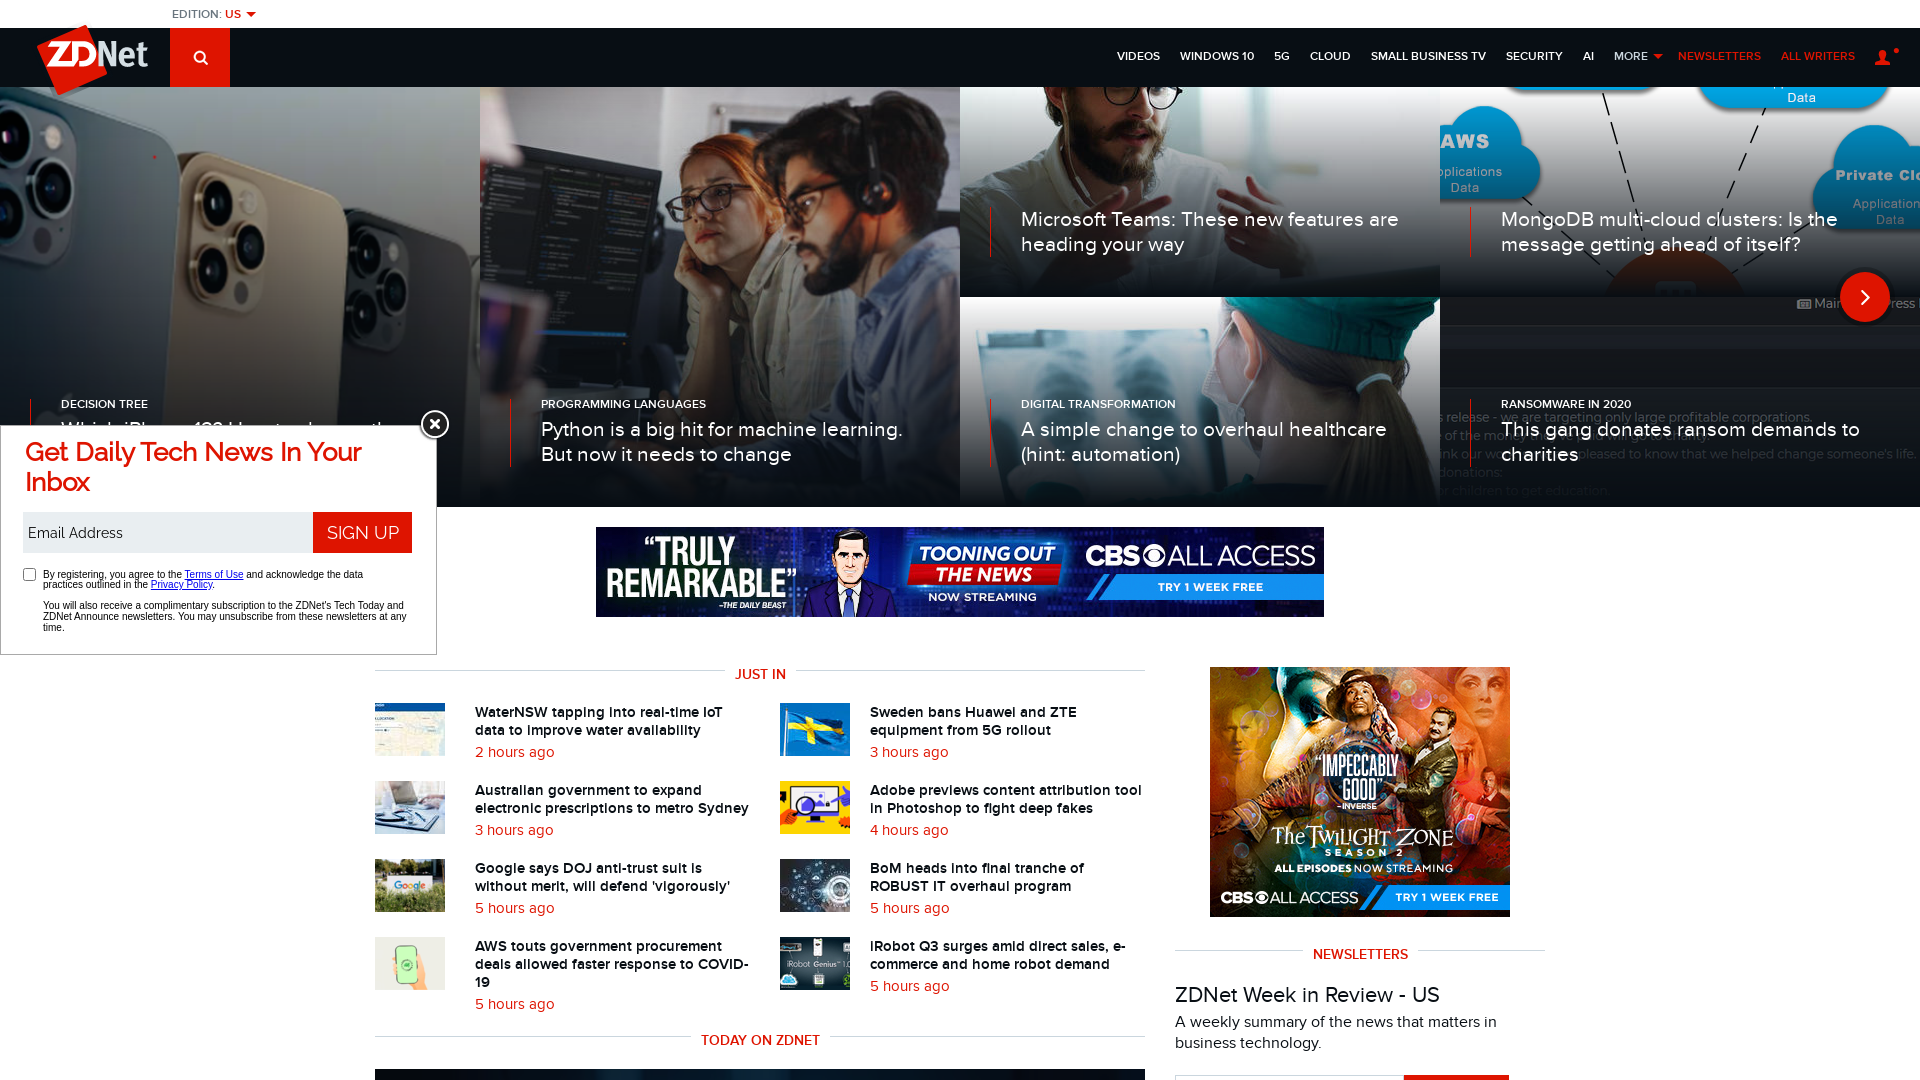 EDITION: US
ZDNet
VIDEOS WINDOWS 10 5G CLOUD SMALL BUSINESS TV SECURITY AI MORE NEWSLETTERS ALL WRITERS
Data
AWS
Applications
Data
Private Clo
Application
Data
Microsoft Teams: These new features are
heading your way
MongoDB multi-cloud clusters: Is the
message getting ahead of itself?
DECISION TREE
PROGRAMMING LANGUAGES
Python is a big hit for machine learning.
But now it needs to change
DIGITAL TRANSFORMATION
A simple change to overhaul healthcare
(hint: automation)
RANSOMWARE IN 2020
This gang donates ransom demands to
charities
Get Daily Tech News In Your
Inbox
Email Address
SIGN UP
By registering, you agree to the Terms of Use and acknowledge the data
practices outlined in the Privacy Policy.
You will also receive a complimentary subscription to the ZDNet's Tech Today and
ZDNet Announce newsletters. You may unsubscribe from these newsletters at any
time.
"TRULY
REMARKABLE"
–THE DAILY BEAST
TOONING OUT
THE NEWS
NOW STREAMING
CBS ALL ACCESS
TRY 1 WEEK FREE
JUST IN
WaterNSW tapping into real-time IoT
data to improve water availability
2 hours ago
Sweden bans Huawei and ZTE
equipment from 5G rollout
3 hours ago
Australian government to expand
electronic prescriptions to metro Sydney
3 hours ago
Adobe previews content attribution tool
in Photoshop to fight deep fakes
4 hours ago
Google says DOJ anti-trust suit is
without merit, will defend 'vigorously'
5 hours ago
BoM heads into final tranche of
ROBUST IT overhaul program
5 hours ago
AWS touts government procurement
deals allowed faster response to COVID-
19
5 hours ago
iRobot Q3 surges amid direct sales, e-
commerce and home robot demand
5 hours ago
TODAY ON ZDNET
"IMPECCABLY
GOOD"
–INVERSE
The TWILIGHT ZONE
SEASON 2
ALL EPISODES NOW STREAMING
CBS ALL ACCESS
TRY 1 WEEK FREE
NEWSLETTERS
ZDNet Week in Review - US
A weekly summary of the news that matters in
business technology.